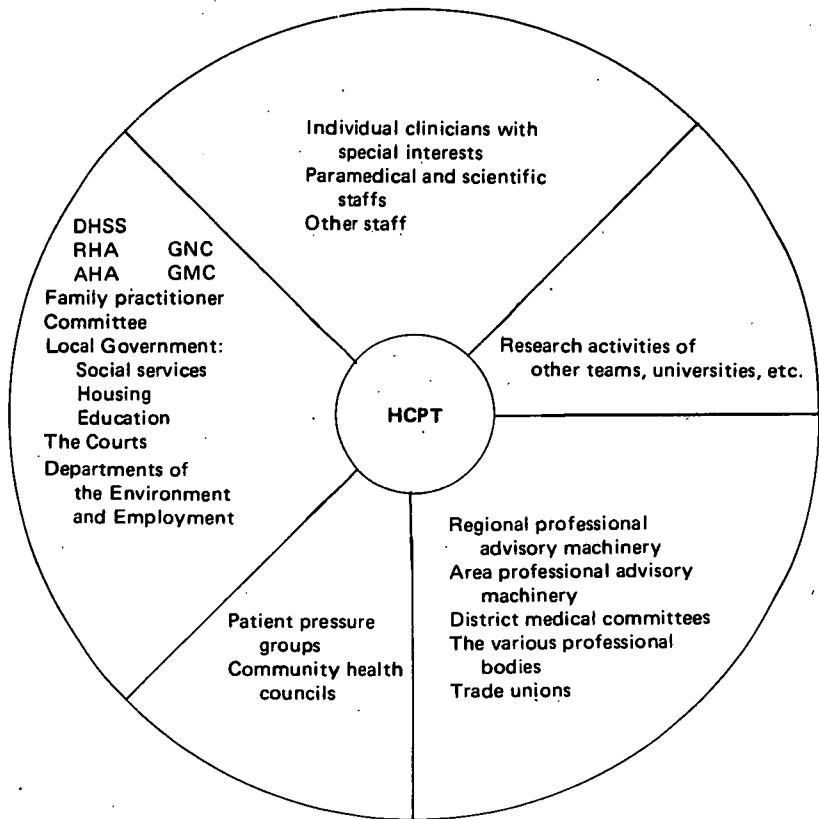 Individual clinicians with
special interests
Paramedical and scientific
staffs
Other staff
DHSS
RHA GNC
AHA GMC
Family practitioner
Committee
Local Government:
Social services
Housing
Education
The Courts
Departments of
the Environment
and Employment
HCPT
Research activities of
other teams, universities, etc.
Patient pressure
groups
Community health
councils
Regional professional
advisory machinery
Area professional advisory
machinery
District medical committees
The various professional
bodies
Trade unions